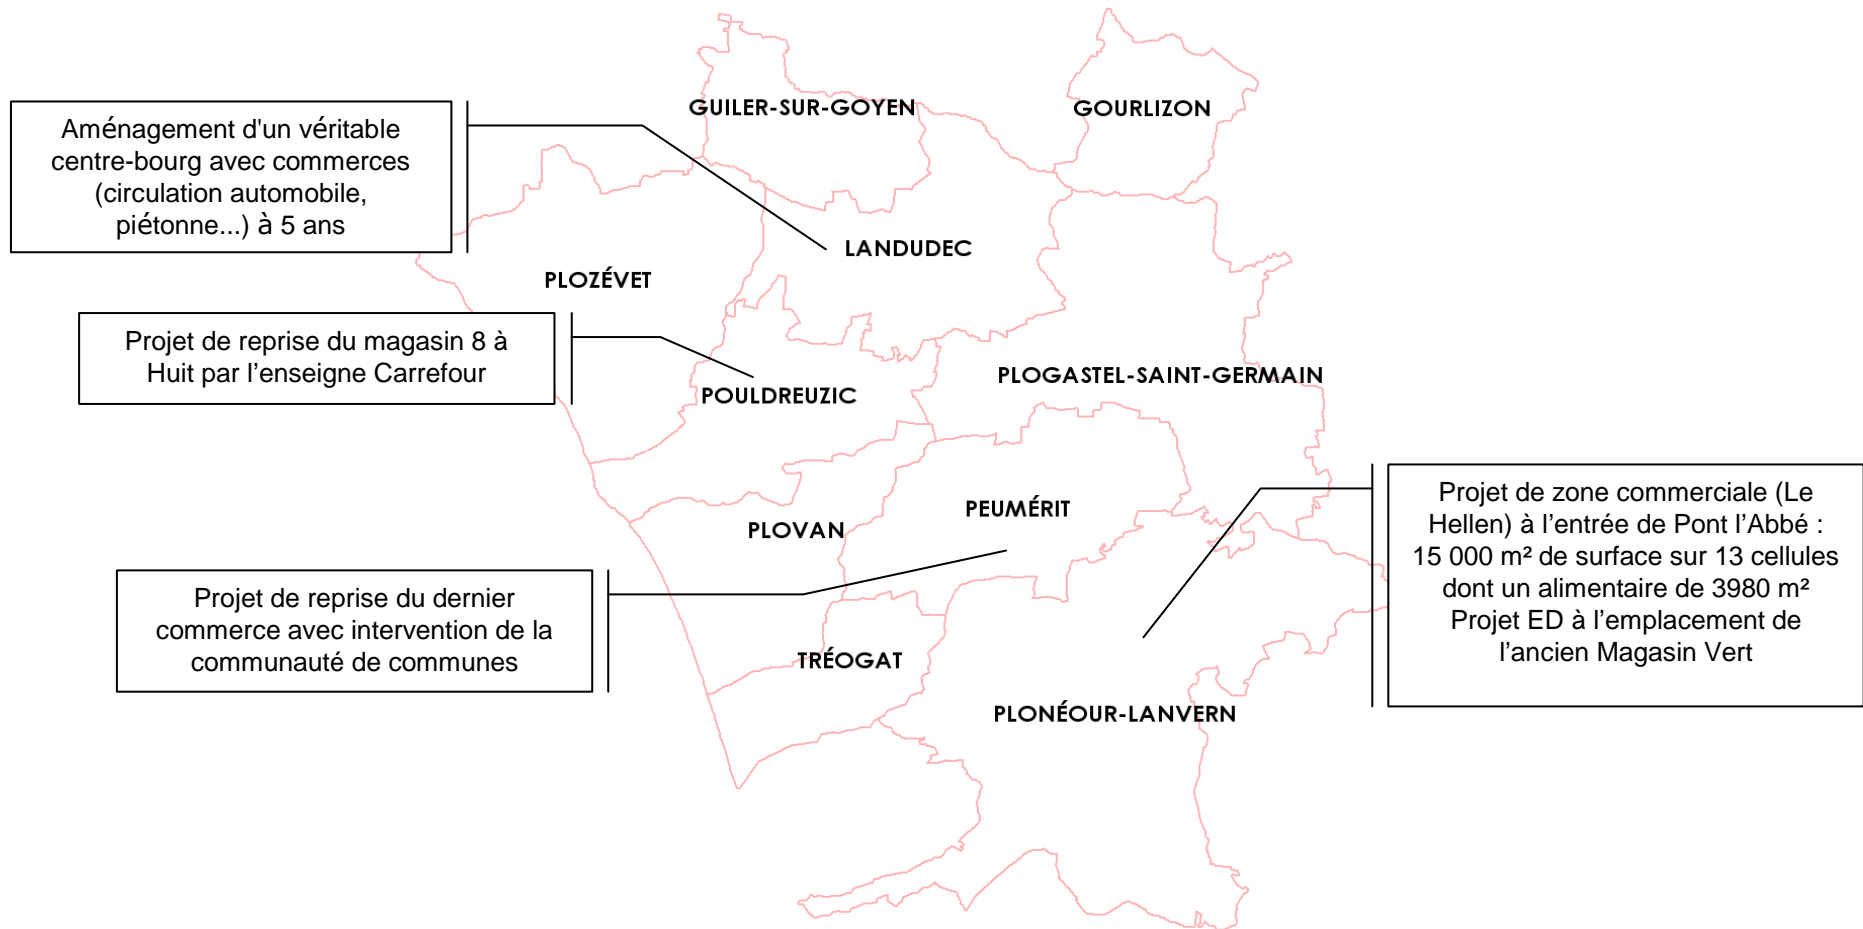 GUILER-SUR-GOYEN
GOURLIZON
Aménagement d'un véritable
centre-bourg avec commerces
(circulation automobile,
piétonne...) à 5 ans
LANDUDEC
PLOZÉVET
Projet de reprise du magasin 8 à
Huit par l’enseigne Carrefour
PLOGASTEL-SAINT-GERMAIN
POULDREUZIC
PEUMÉRIT
PLOVAN
Projet de zone commerciale (Le
Hellen) à l’entrée de Pont l’Abbé :
15 000 m² de surface sur 13 cellules
dont un alimentaire de 3980 m²
Projet ED à l’emplacement de
l’ancien Magasin Vert
Projet de reprise du dernier
commerce avec intervention de la
communauté de communes
TRÉOGAT
PLONÉOUR-LANVERN